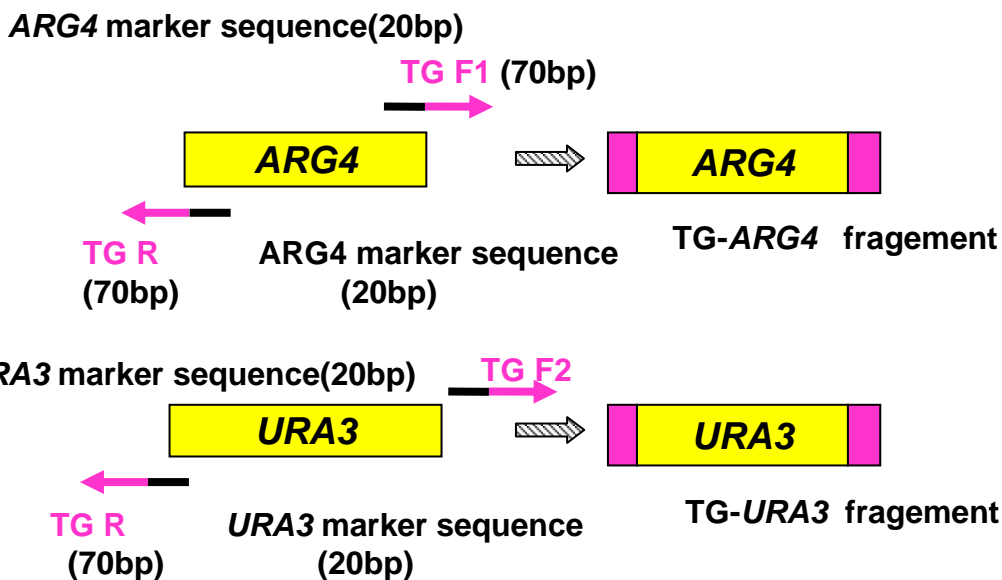 ARG4 marker sequence(20bp)
TG F1 (70bp)
ARG4
ARG4
TG R
(70bp)
ARG4 marker sequence
(20bp)
TG-ARG4 fragement
RA3 marker sequence(20bp)
TG F2
URA3
URA3
TG R
(70bp)
URA3 marker sequence
(20bp)
TG-URA3 fragement